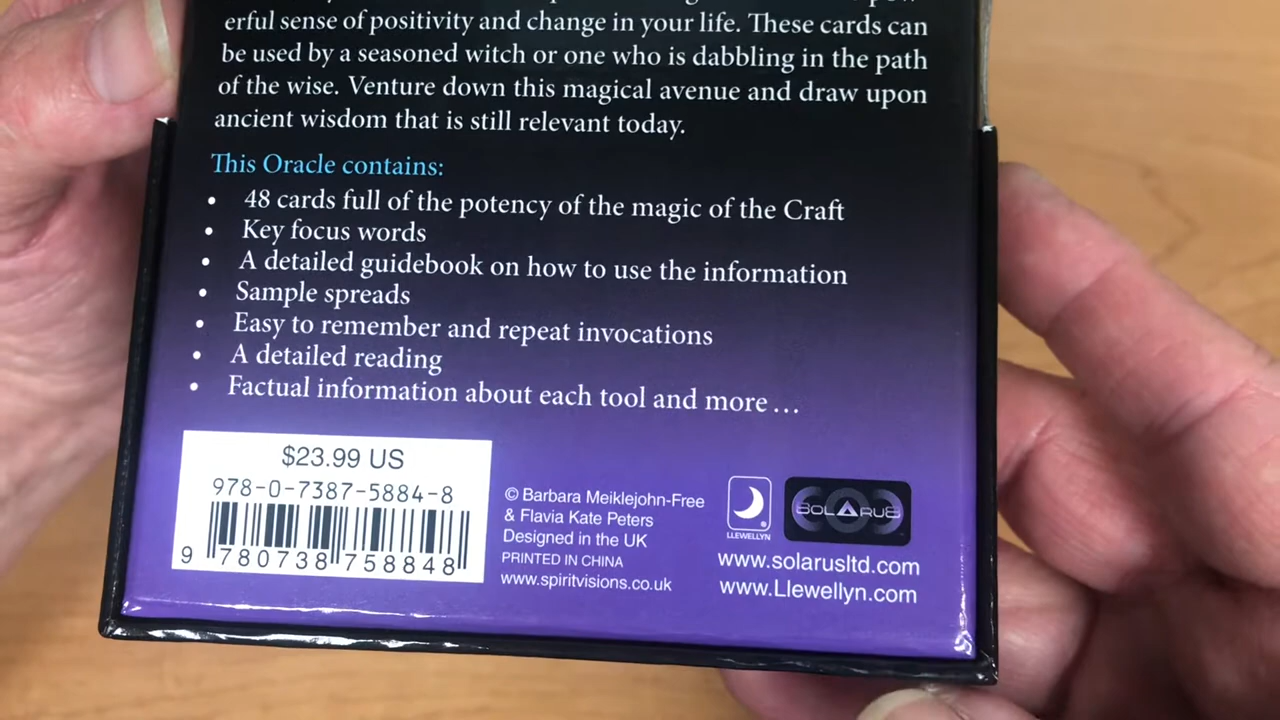 erful sense of positivity and change in your life. These cards can
be used by a seasoned witch or one who is dabbling in the path
of the wise. Venture down this magical avenue and draw upon
ancient wisdom that is still relevant today.
This Oracle contains:
• 48 cards full of the potency of the magic of the Craft
• Key focus words
• A detailed guidebook on how to use the information
• Sample spreads
• Easy to remember and repeat invocations
• A detailed reading
• Factual information about each tool and more ...
$23.99 US
978-0-7387-5884-8
9 780738 758848
© Barbara Meiklejohn-Free
& Flavia Kate Peters
Designed in the UK
PRINTED IN CHINA
www.spiritvisions.co.uk
®
LLEWELLYN
SOLARUS
www.solarusltd.com
www.Llewellyn.com